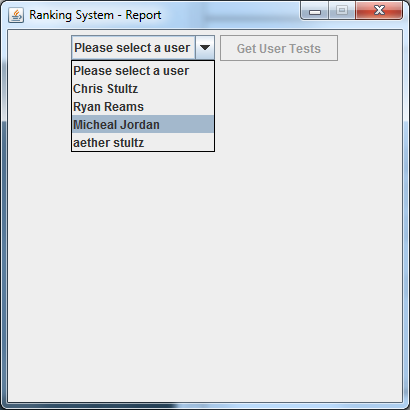 Ranking System - Report
Please select a user
Get User Tests
Please select a user
Chris Stultz
Ryan Reams
Micheal Jordan
aether stultz